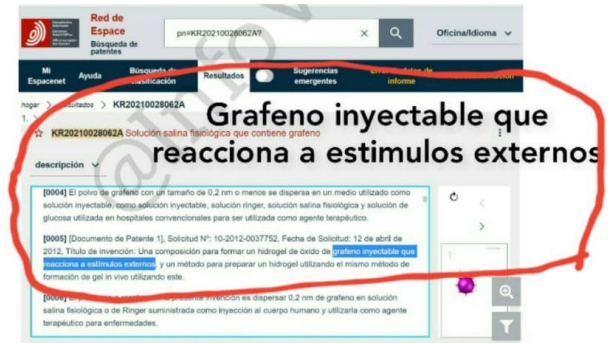 Red de
Espace
Búsqueda de
patentes
pn=KR20210028062A?
Oficina/Idioma
Mi
Espacenet
Ayuda
Búsqueda de
clasificación
Resultados
Sugerencias
emergentes
informe
hogar > Resultados > KR20210028062A
1.
KR20210028062A Solución salina fisiológica que contiene grafeno
Grafeno inyectable que
reacciona a estimulos externos
descripción
[0004] El polvo de grafeno con un tamaño de 0,2 nm o menos se dispersa en un medio utilizado como
solución inyectable, como solución inyectable, solución ringer, solución salina fisiológica y solución de
glucosa utilizada en hospitales convencionales para ser utilizada como agente terapéutico.
[0005] [Documento de Patente 1], Solicitud Nº: 10-2012-0037752, Fecha de Solicitud: 12 de abril de
2012, Título de invención: Una composición para formar un hidrogel de óxido de grafeno inyectable que
reacciona a estímulos externos, y un método para preparar un hidrogel utilizando el mismo método de
formación de gel in vivo utilizando este.
[0006] invención es dispersar 0,2 nm de grafeno en solución
salina fisiológica o de Ringer suministrada como inyección al cuerpo humano y utilizarla como agente
terapéutico para enfermedades.
@Infov